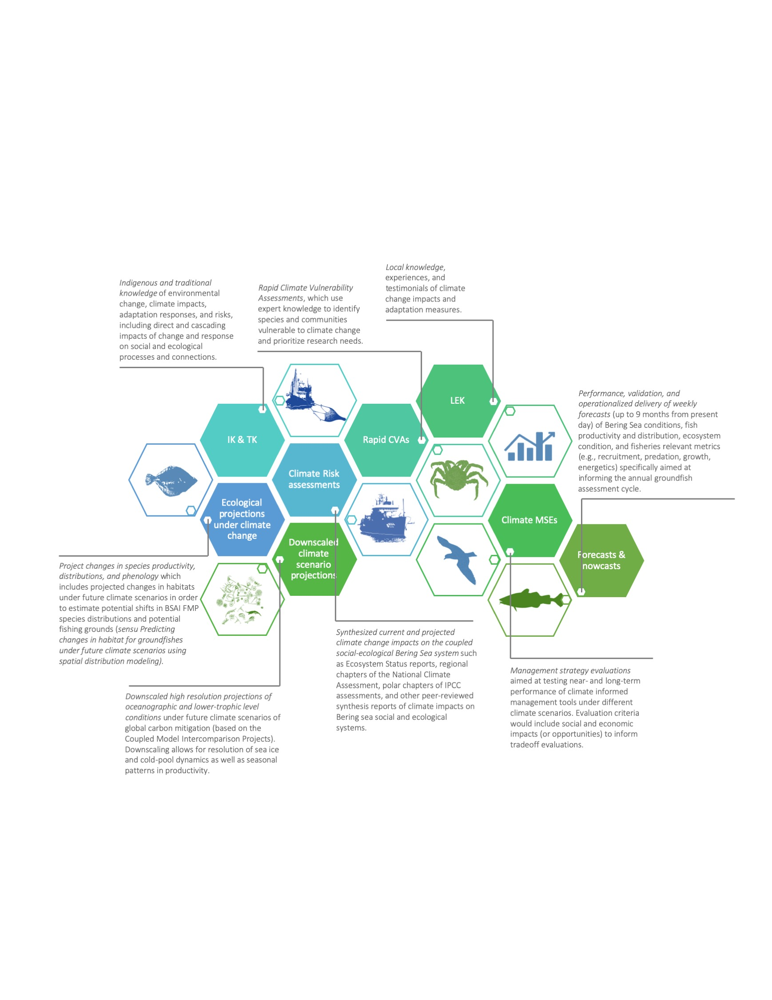 Local knowledge,
experiences, and
testimonials of climate
change impacts and
adaptation measures.
Indigenous and traditional
knowledge of environmental
change, climate impacts,
adaptation responses, and risks,
including direct and cascading
impacts of change and response
on social and ecological
processes and connections.
Rapid Climate Vulnerability
Assessments, which use
expert knowledge to identify
species and communities
vulnerable to climate change
and prioritize research needs.
Performance, validation, and
operationalized delivery of weekly
forecasts (up to 9 months from present
day) of Bering Sea conditions, fish
productivity and distribution, ecosystem
condition, and fisheries relevant metrics
(e.g., recruitment, predation, growth,
energetics) specifically aimed at
informing the annual groundfish
assessment cycle.
LEK
IK & TK
Rapid CVAs
Climate Risk
assessments
Ecological
projections
under climate
change
Climate MSEs
Downscaled
climate
scenario
projections
Forecasts &
nowcasts
Project changes in species productivity,
distributions, and phenology which
includes projected changes in habitats
under future climate scenarios in order
to estimate potential shifts in BSAI FMP
species distributions and potential
fishing grounds (sensu Predicting
changes in habitat for groundfishes
under future climate scenarios using
spatial distribution modeling).
Synthesized current and projected
climate change impacts on the coupled
social-ecological Bering Sea system such
as Ecosystem Status reports, regional
chapters of the National Climate
Assessment, polar chapters of IPCC
assessments, and other peer-reviewed
synthesis reports of climate impacts on
Bering sea social and ecological
systems.
Management strategy evaluations
aimed at testing near- and long-term
performance of climate informed
management tools under different
climate scenarios. Evaluation criteria
would include social and economic
impacts (or opportunities) to inform
tradeoff evaluations.
Downscaled high resolution projections of
oceanographic and lower-trophic level
conditions under future climate scenarios of
global carbon mitigation (based on the
Coupled Model Intercomparison Projects).
Downscaling allows for resolution of sea ice
and cold-pool dynamics as well as seasonal
patterns in productivity.